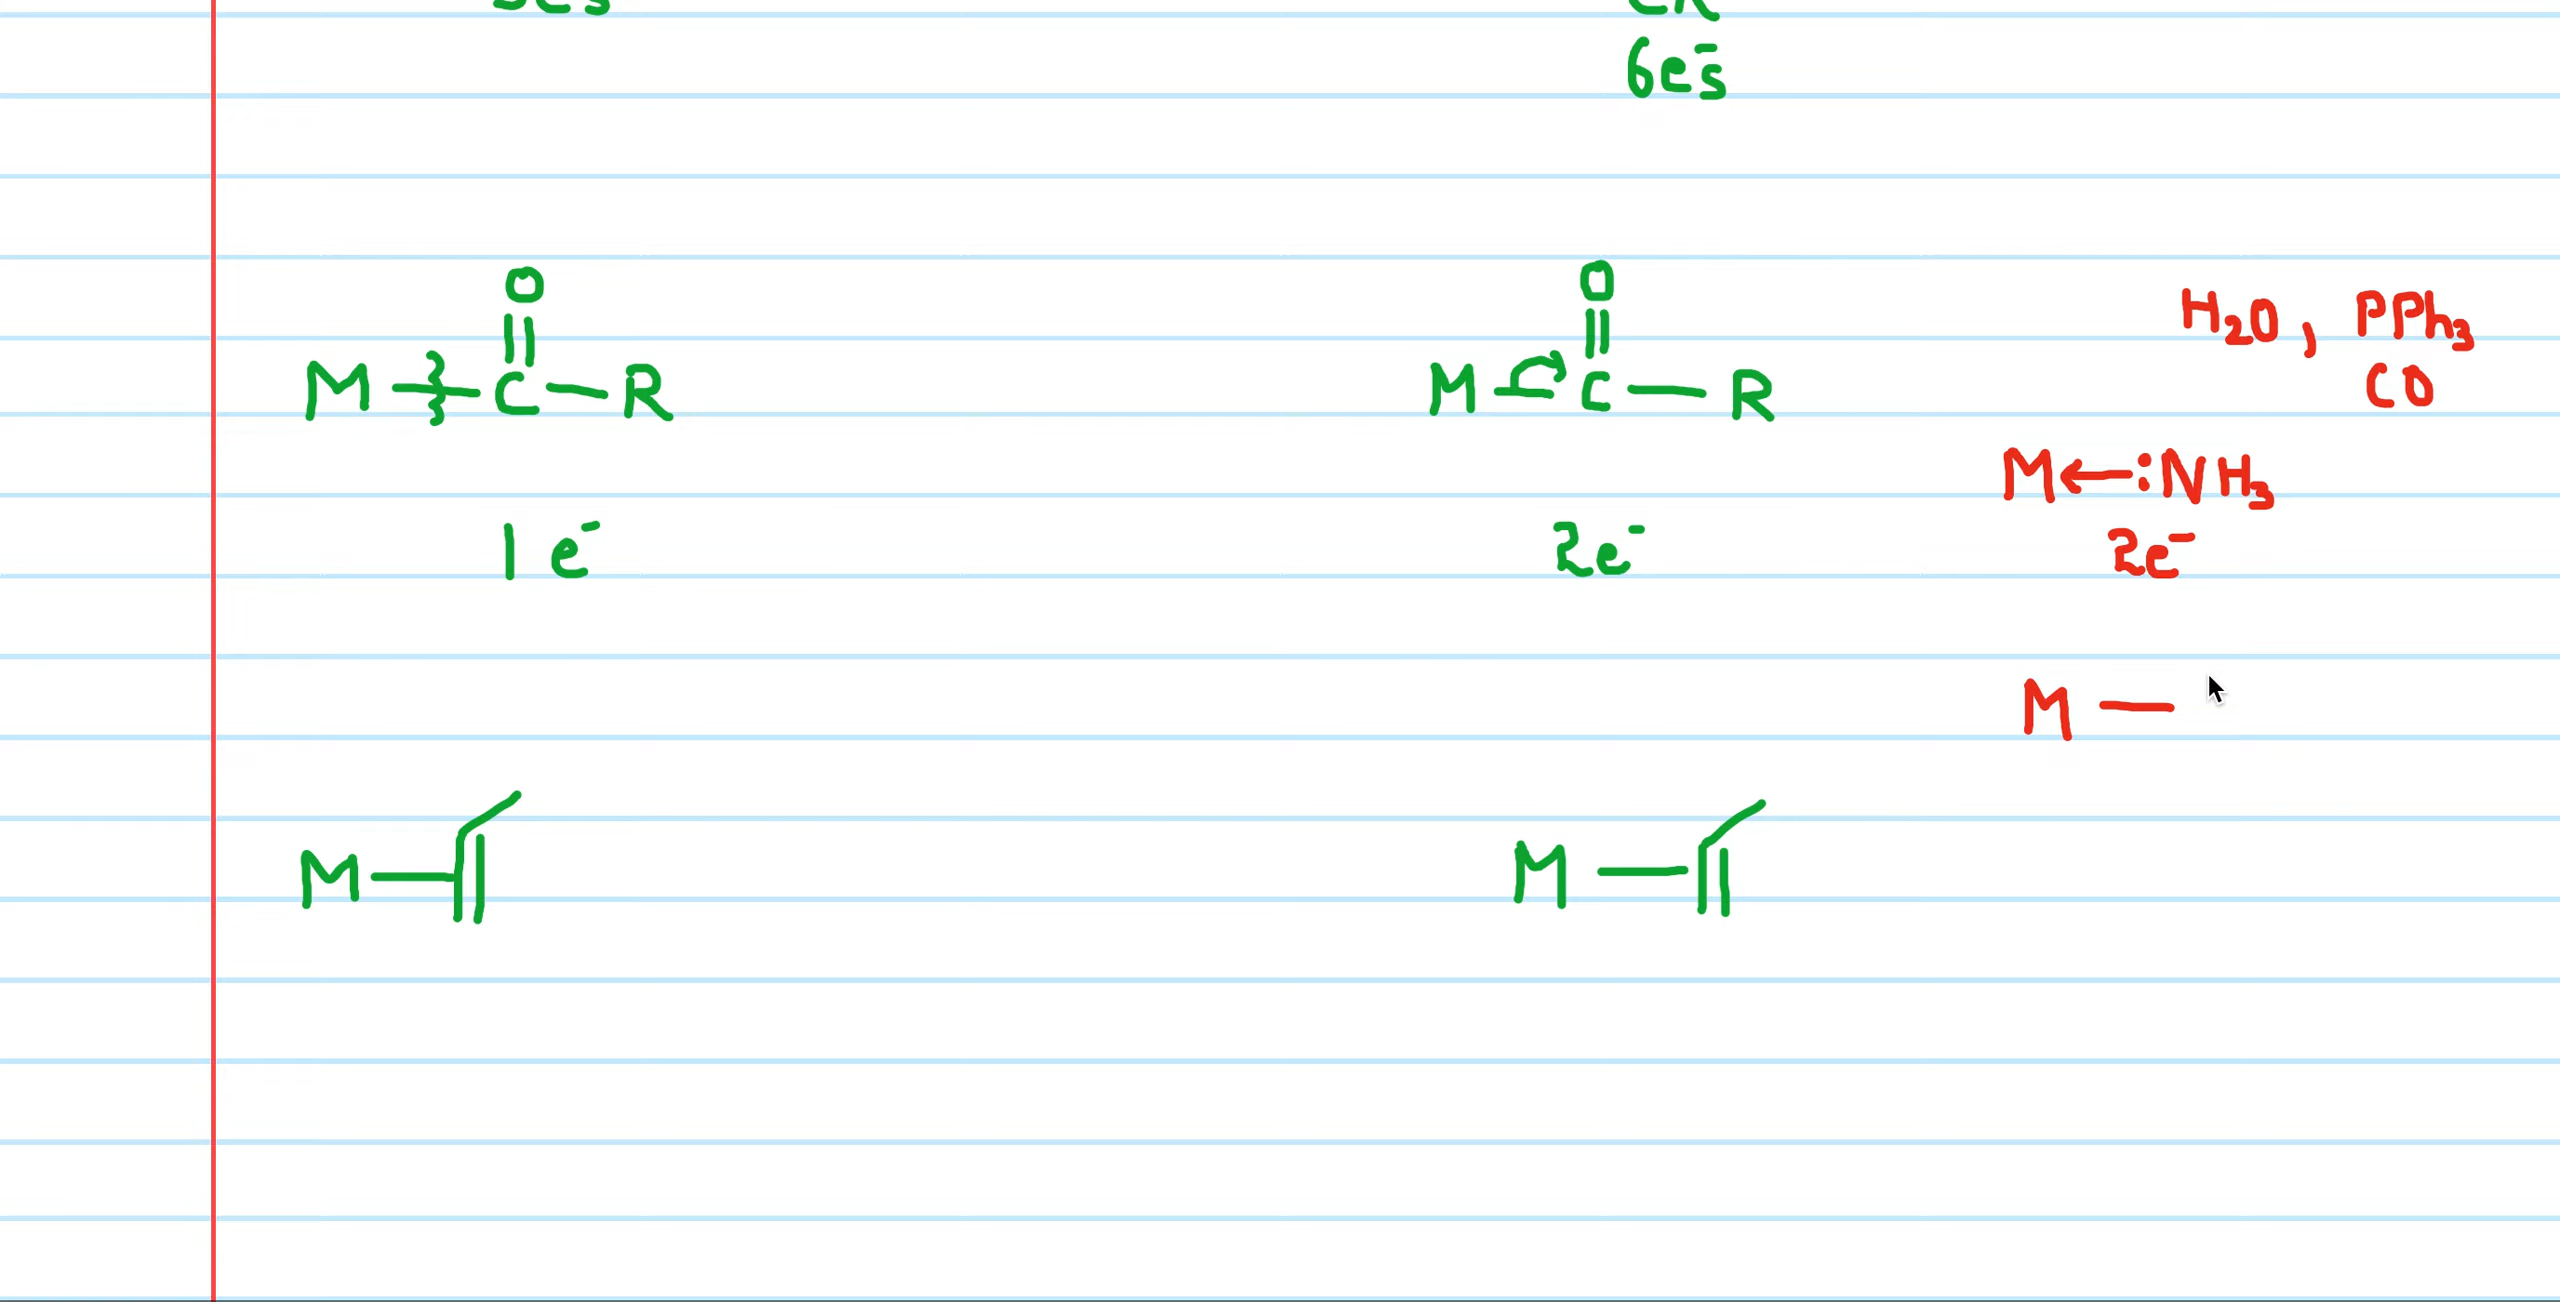 6e⁻s
O
||
M — C — R
1 e⁻
O
||
M — C — R
2e⁻
H₂O, PPh₃
CO
M ← :NH₃
2e⁻
M —
M — ||
M — ||